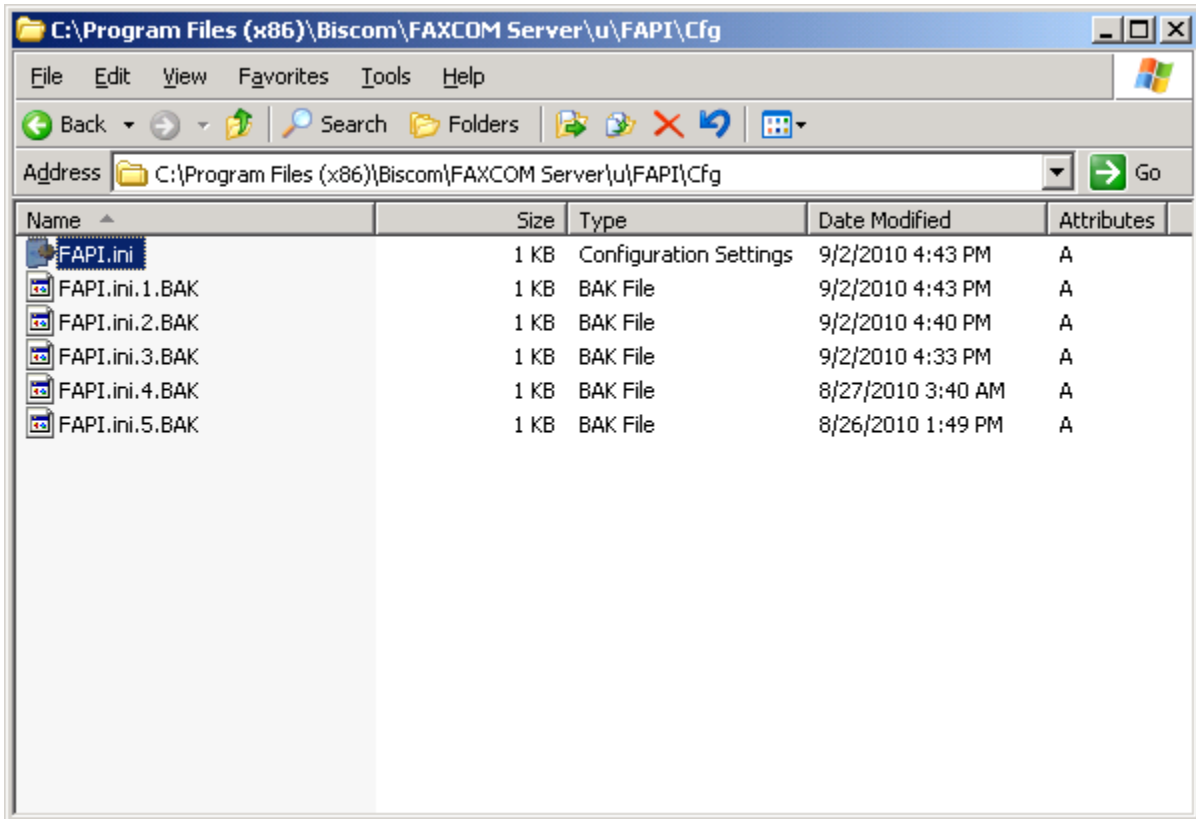 C:\Program Files (x86)\Biscom\FAXCOM Server\u\FAPI\Cfg
File Edit View Favorites Tools Help
Back Search Folders
Address C:\Program Files (x86)\Biscom\FAXCOM Server\u\FAPI\Cfg Go
Name Size Type Date Modified Attributes
FAPI.ini 1 KB Configuration Settings 9/2/2010 4:43 PM A
FAPI.ini.1.BAK 1 KB BAK File 9/2/2010 4:43 PM A
FAPI.ini.2.BAK 1 KB BAK File 9/2/2010 4:40 PM A
FAPI.ini.3.BAK 1 KB BAK File 9/2/2010 4:33 PM A
FAPI.ini.4.BAK 1 KB BAK File 8/27/2010 3:40 AM A
FAPI.ini.5.BAK 1 KB BAK File 8/26/2010 1:49 PM A